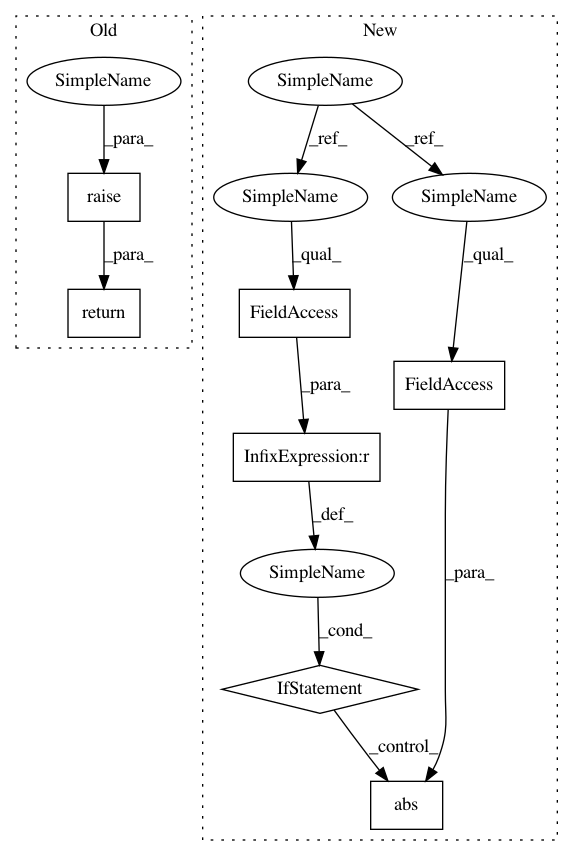 Old
New
SimpleName
SimpleName
_para_
_ref_
_ref_
raise
SimpleName
SimpleName
_para_
_qual_
_qual_
return
FieldAccess
FieldAccess
_para_
InfixExpression:r
_def_
SimpleName
_para_
_cond_
IfStatement
_control_
abs